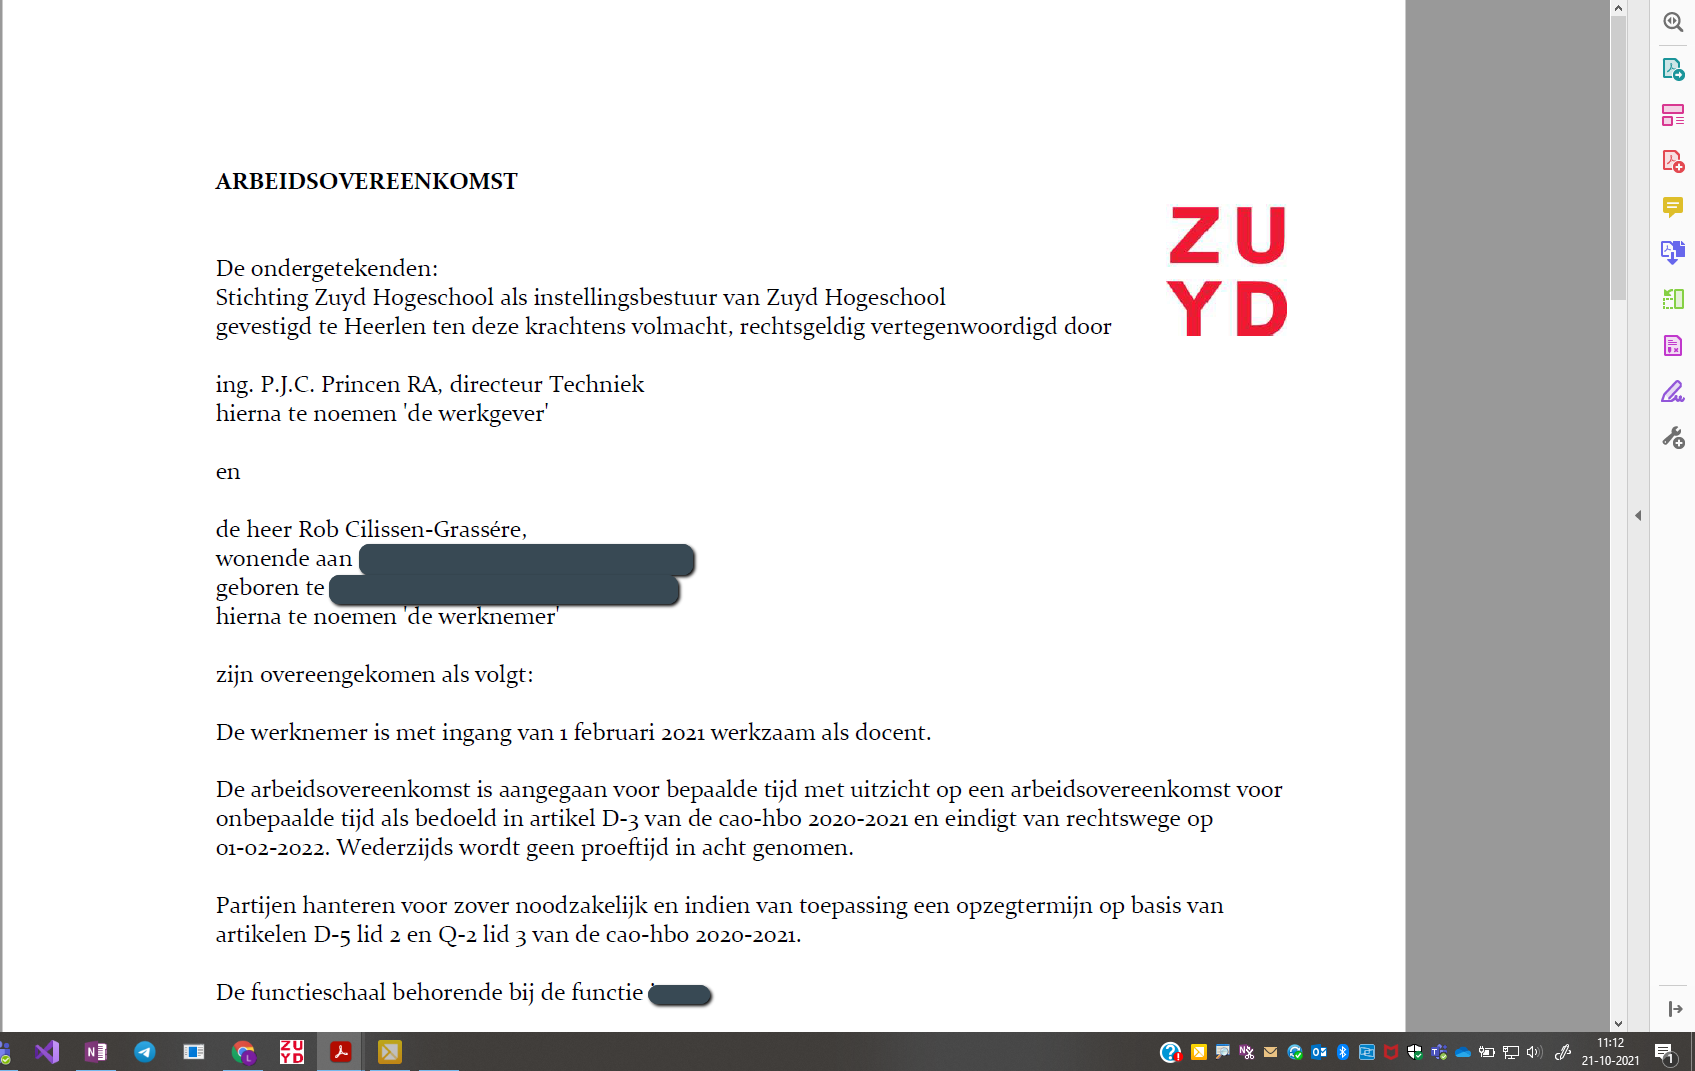 ARBEIDSOVEREENKOMST
De ondergetekenden:
Stichting Zuyd Hogeschool als instellingsbestuur van Zuyd Hogeschool
gevestigd te Heerlen ten deze krachtens volmacht, rechtsgeldig vertegenwoordigd door
ZU
YD
ing. P.J.C. Princen RA, directeur Techniek
hierna te noemen 'de werkgever'
en
de heer Rob Cilissen-Grassére,
wonende aan
geboren te
hierna te noemen 'de werknemer'
zijn overeengekomen als volgt:
De werknemer is met ingang van 1 februari 2021 werkzaam als docent.
De arbeidsovereenkomst is aangegaan voor bepaalde tijd met uitzicht op een arbeidsovereenkomst voor
onbepaalde tijd als bedoeld in artikel D-3 van de cao-hbo 2020-2021 en eindigt van rechtswege op
01-02-2022. Wederzijds wordt geen proeftijd in acht genomen.
Partijen hanteren voor zover noodzakelijk en indien van toepassing een opzegtermijn op basis van
artikelen D-5 lid 2 en Q-2 lid 3 van de cao-hbo 2020-2021.
De functieschaal behorende bij de functie
ZU
YD
11:12
21-10-2021
1